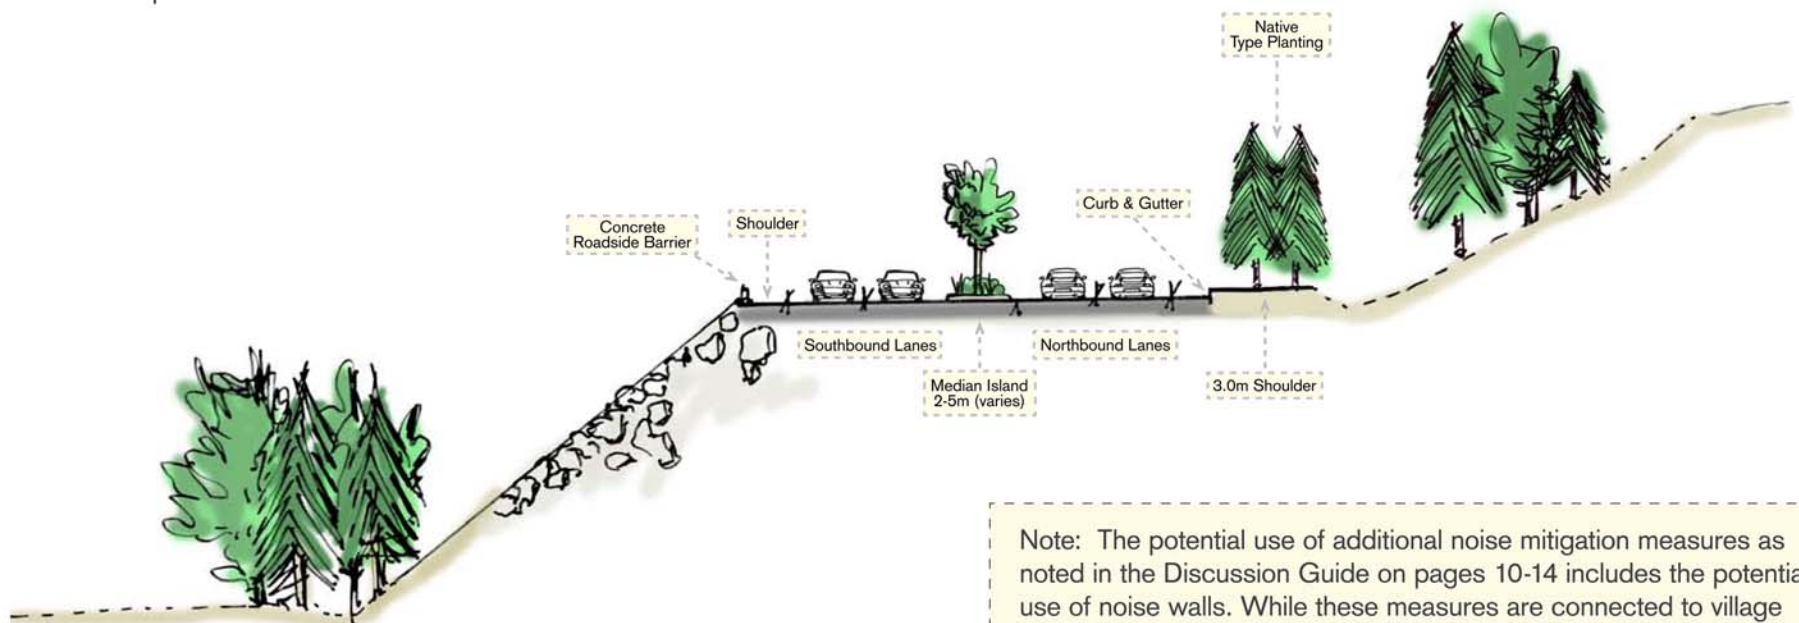 Native
Type Planting
Curb & Gutter
Concrete
Roadside Barrier
Shoulder
Southbound Lanes
Northbound Lanes
Median Island
2-5m (varies)
3.0m Shoulder
Note: The potential use of additional noise mitigation measures as
noted in the Discussion Guide on pages 10-14 includes the potentia
use of noise walls. While these measures are connected to village